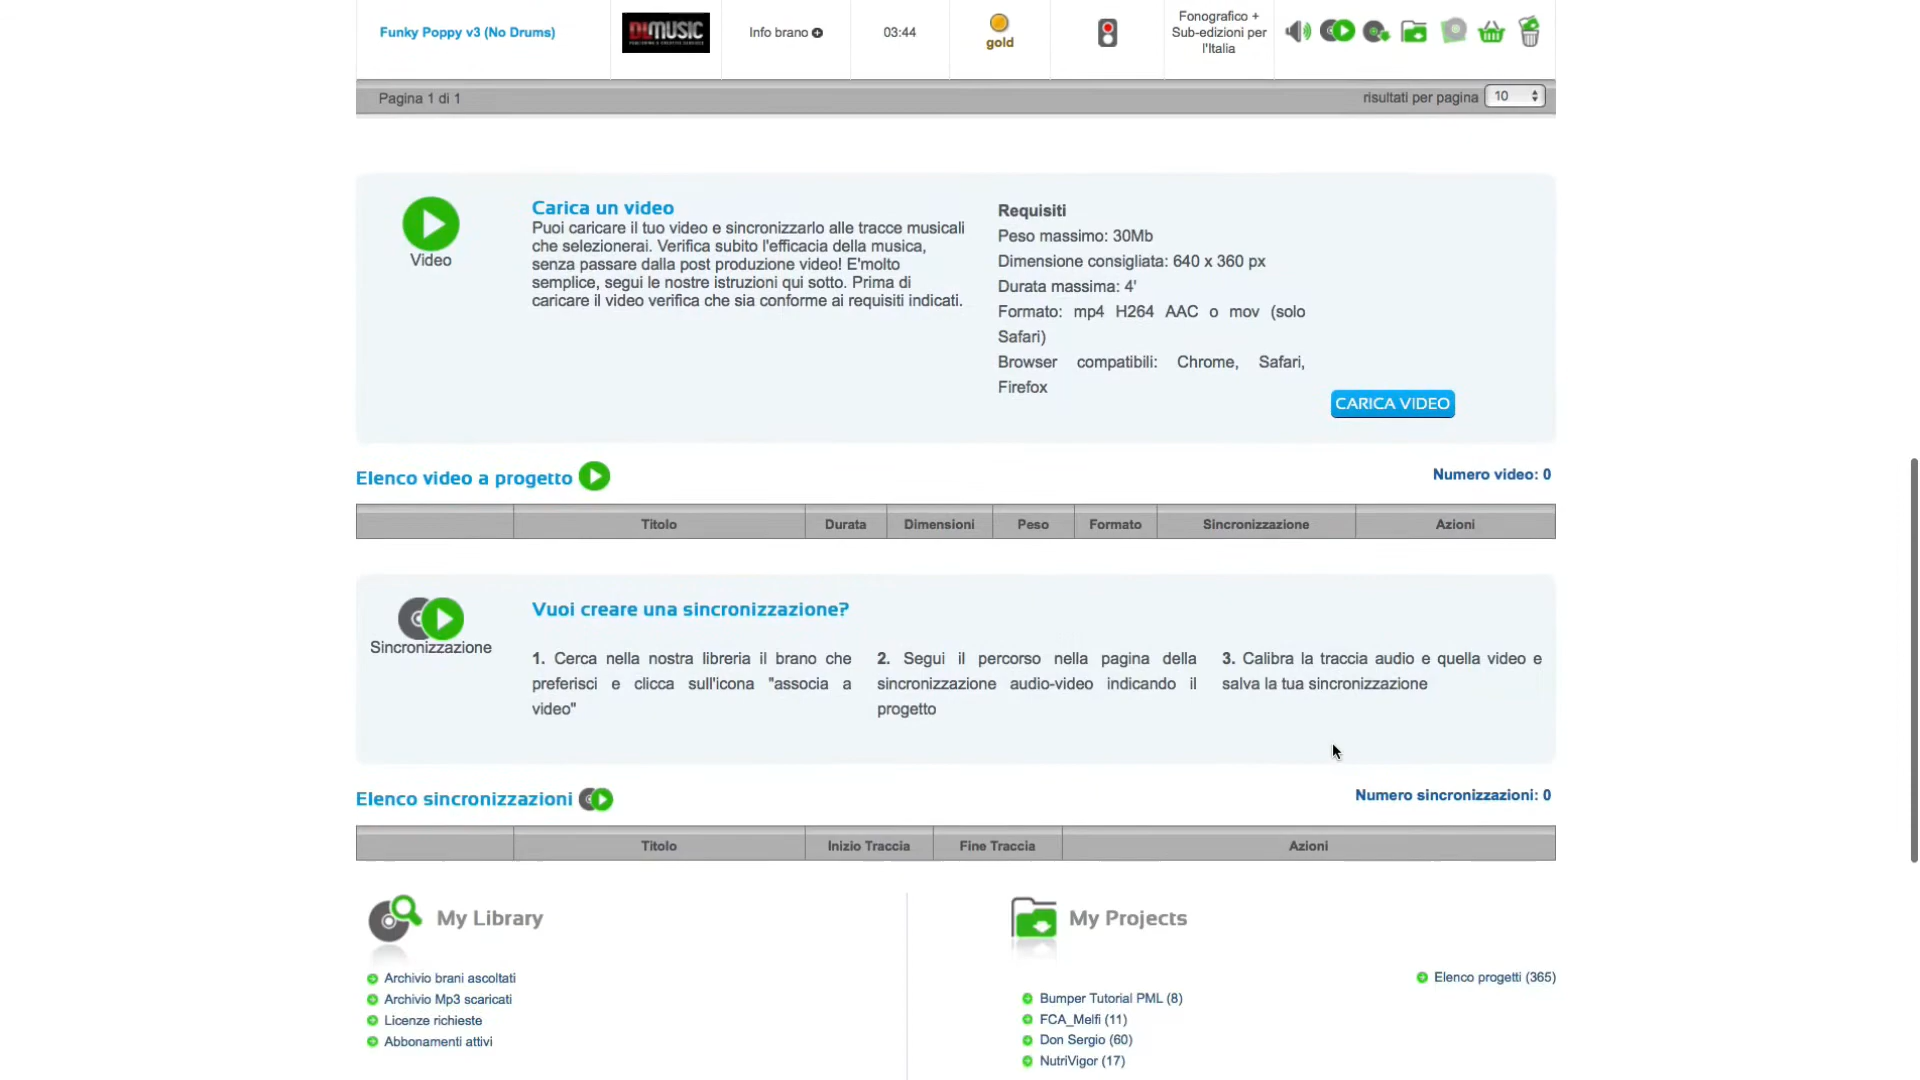 Funky Poppy v3 (No Drums)
DIMUSIC
Info brano
03:44
gold
Fonografico +
Sub-edizioni per
l'Italia
Pagina 1 di 1
risultati per pagina 10
Carica un video
Puoi caricare il tuo video e sincronizzarlo alle tracce musicali
che selezionerai. Verifica subito l'efficacia della musica,
senza passare dalla post produzione video! E'molto
semplice, segui le nostre istruzioni qui sotto. Prima di
caricare il video verifica che sia conforme ai requisiti indicati.
Video
Requisiti
Peso massimo: 30Mb
Dimensione consigliata: 640 x 360 px
Durata massima: 4'
Formato: mp4 H264 AAC o mov (solo
Safari)
Browser compatibili: Chrome, Safari,
Firefox
CARICA VIDEO
Elenco video a progetto
Numero video: 0
Titolo Durata Dimensioni Peso Formato Sincronizzazione Azioni
Sincronizzazione
Vuoi creare una sincronizzazione?
1. Cerca nella nostra libreria il brano che
preferisci e clicca sull'icona "associa a
video"
2. Segui il percorso nella pagina della
sincronizzazione audio-video indicando il
progetto
3. Calibra la traccia audio e quella video e
salva la tua sincronizzazione
Elenco sincronizzazioni
Numero sincronizzazioni: 0
Titolo Inizio Traccia Fine Traccia Azioni
My Library
Archivio brani ascoltati
Archivio Mp3 scaricati
Licenze richieste
Abbonamenti attivi
My Projects
Elenco progetti (365)
Bumper Tutorial PML (8)
FCA_Melfi (11)
Don Sergio (60)
NutriVigor (17)